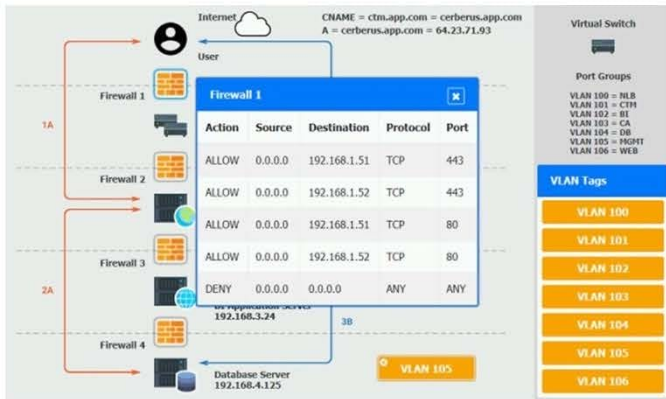 Internet
CNAME = ctm.app.com = cerberus.app.com
A = cerberus.app.com = 64.23.71.93
User
Firewall 1
1A
Firewall 2
Firewall 3
2A
Application Server
192.168.3.24
3B
Firewall 4
Database Server
192.168.4.125
VLAN 105
Firewall 1
Action Source Destination Protocol Port
ALLOW 0.0.0.0 192.168.1.51 TCP 443
ALLOW 0.0.0.0 192.168.1.52 TCP 443
ALLOW 0.0.0.0 192.168.1.51 TCP 80
ALLOW 0.0.0.0 192.168.1.52 TCP 80
DENY 0.0.0.0 0.0.0.0 ANY ANY
Virtual Switch
Port Groups
VLAN 100 = NLB
VLAN 101 = CTM
VLAN 102 = BI
VLAN 103 = CA
VLAN 104 = DB
VLAN 105 = MGMT
VLAN 106 = WEB
VLAN Tags
VLAN 100
VLAN 101
VLAN 102
VLAN 103
VLAN 104
VLAN 105
VLAN 106